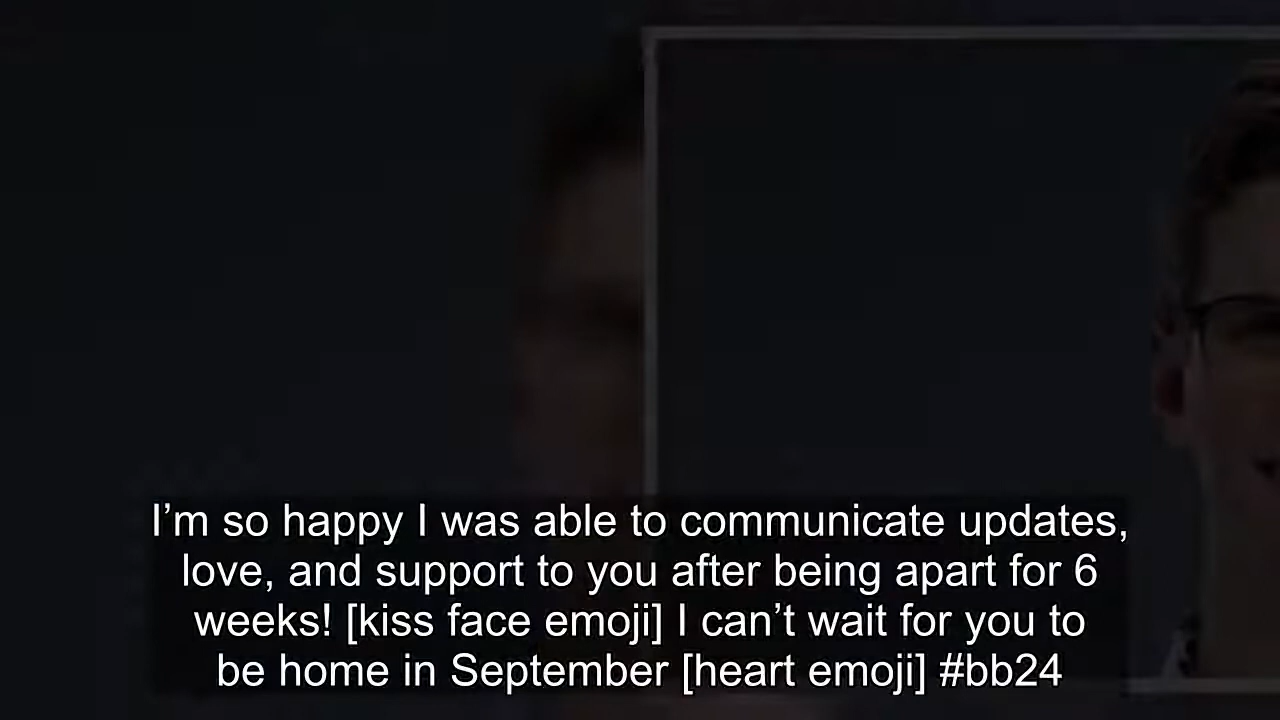 I’m so happy I was able to communicate updates,
love, and support to you after being apart for 6
weeks! [kiss face emoji] I can’t wait for you to
be home in September [heart emoji] #bb24